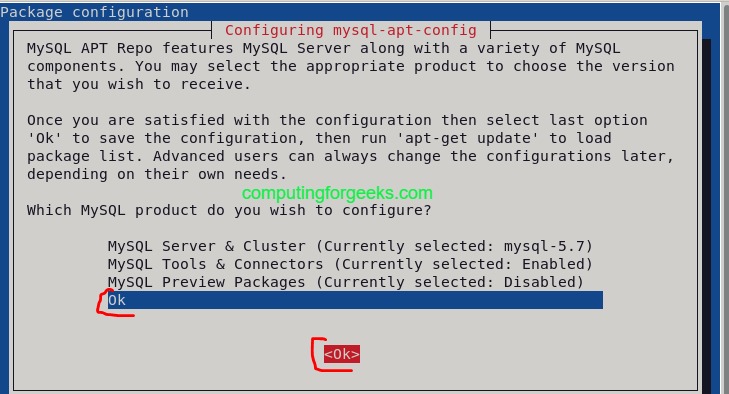 Package configuration
Configuring mysql-apt-config
MySQL APT Repo features MySQL Server along with a variety of MySQL
components. You may select the appropriate product to choose the version
that you wish to receive.
Once you are satisfied with the configuration then select last option
'Ok' to save the configuration, then run 'apt-get update' to load
package list. Advanced users can always change the configurations later,
depending on their own needs.
computingforgeeks.com
Which MySQL product do you wish to configure?
MySQL Server & Cluster (Currently selected: mysql-5.7)
MySQL Tools & Connectors (Currently selected: Enabled)
MySQL Preview Packages (Currently selected: Disabled)
Ok
<Ok>